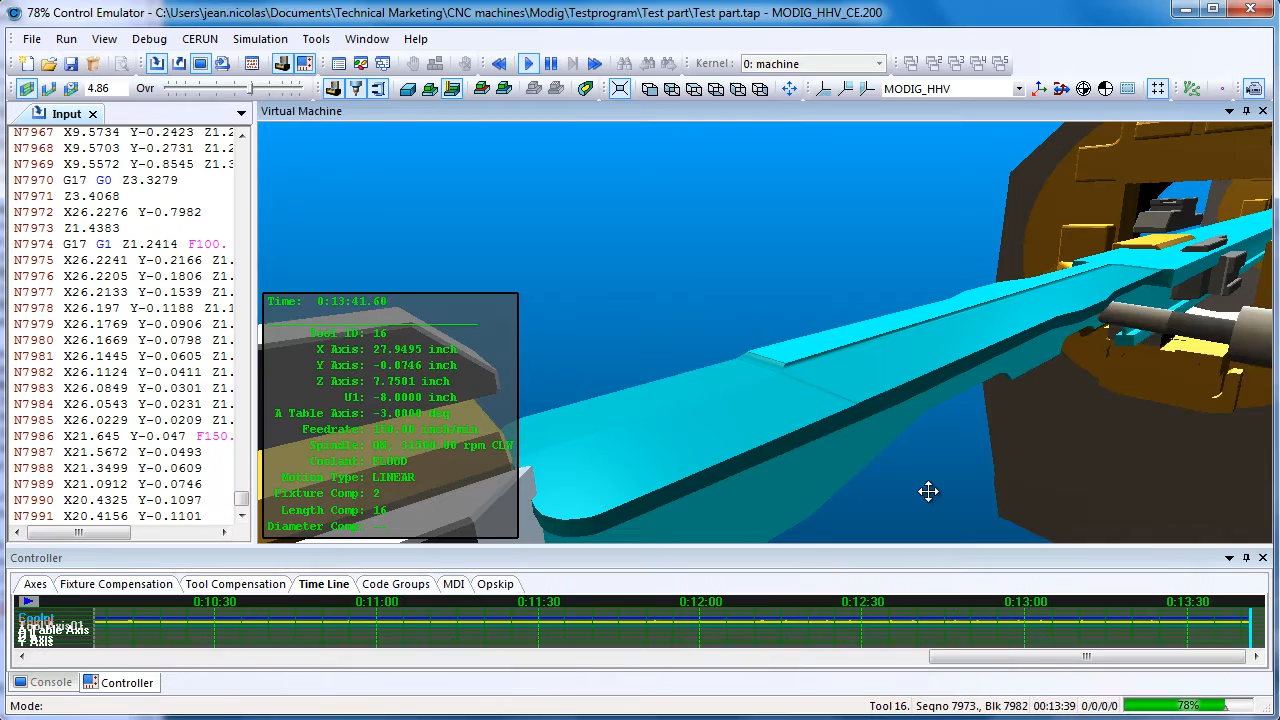 78% Control Emulator - C:\Users\jean.nicolas\Documents\Technical Marketing\CNC machines\Modig\Testprogram\Test part\Test part.tap - MODIG_HHV_CE.200
File Run View Debug CERUN Simulation Tools Window Help
Kernel: 0: machine
4.86 Ovr MODIG_HHV
Input
Virtual Machine
N7967 X9.5734 Y-0.2423 Z1.2
N7968 X9.5703 Y-0.2731 Z1.2
N7969 X9.5572 Y-0.8545 Z1.3
N7970 G17 G0 Z3.3279
N7971 Z3.4068
N7972 X26.2276 Y-0.7982
N7973 Z1.4383
N7974 G17 G1 Z1.2414 F100.
N7975 X26.2241 Y-0.2166 Z1.
N7976 X26.2205 Y-0.1806 Z1.
N7977 X26.2133 Y-0.1539 Z1.
N7978 X26.197 Y-0.1188 Z1.
N7979 X26.1769 Y-0.0906 Z1.
N7980 X26.1669 Y-0.0798 Z1.
N7981 X26.1445 Y-0.0605 Z1.
N7982 X26.1124 Y-0.0411 Z1.
N7983 X26.0849 Y-0.0301 Z1.
N7984 X26.0543 Y-0.0231 Z1.
N7985 X26.0229 Y-0.0209 Z1.
N7986 X21.645 Y-0.047 F150.
N7987 X21.5672 Y-0.0493
N7988 X21.3499 Y-0.0609
N7989 X21.0912 Y-0.0746
N7990 X20.4325 Y-0.1097
N7991 X20.4156 Y-0.1101
Time: 0:13:41.60
Tool ID: 16
X Axis: 27.9495 inch
Y Axis: -0.0746 inch
Z Axis: 7.7501 inch
U1: -8.0000 inch
A Table Axis: -3.0000 deg
Feedrate: 150.00 inch/min
Spindle: rpm CLW
Coolant: FLOOD
Motion Type: LINEAR
Fixture Comp: 2
Length Comp: 16
Diameter Comp: --
Controller
Axes Fixture Compensation Tool Compensation Time Line Code Groups MDI Opskip
0:10:30 0:11:00 0:11:30 0:12:00 0:12:30 0:13:00 0:13:30
A Table Axis
Console Controller
Mode: Tool 16. Seqno 7973., Blk 7982 00:13:39 0/0/0/0 78%